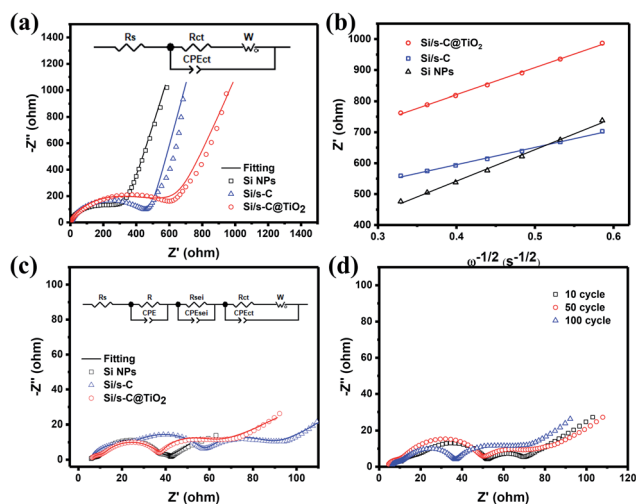 (a)
Rs Rct W
CPEct
-Z'' (ohm)
1500
1200
900
600
300
0
Fitting
Si NPs
Si/s-C
Si/s-C@TiO₂
0 200 400 600 800 1000 1200 1400
Z' (ohm)
(b)
Z' (ohm)
1000
900
800
700
600
500
400
Si/s-C@TiO₂
Si/s-C
Si NPs
0.3 0.4 0.5 0.6
ω⁻¹/² (s⁻¹/²)
(c)
Rs R Rsei Rct W
CPE CPEsei CPEct
-Z'' (ohm)
100
80
60
40
20
0
Fitting
Si NPs
Si/s-C
Si/s-C@TiO₂
0 20 40 60 80 100
Z' (ohm)
(d)
-Z'' (ohm)
100
80
60
40
20
0
10 cycle
50 cycle
100 cycle
0 20 40 60 80 100 120
Z' (ohm)